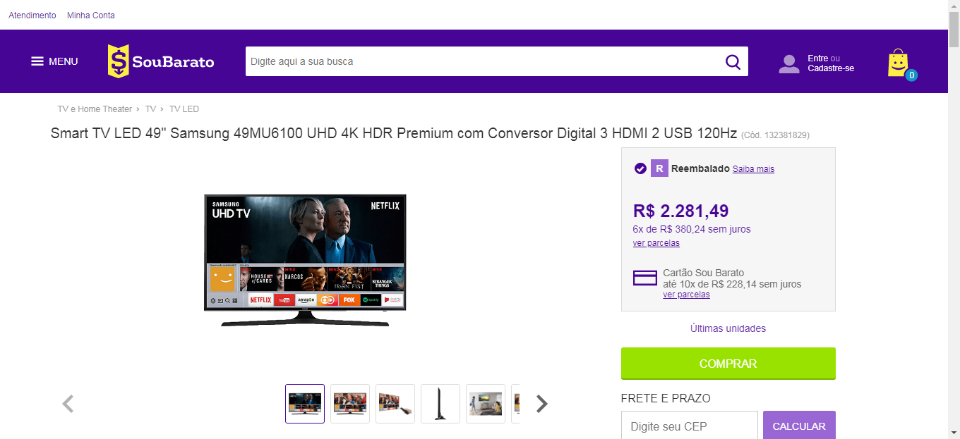 Atendimento Minha Conta
MENU
SouBarato
Digite aqui a sua busca
Entre ou
Cadastre-se
0
TV e Home Theater › TV › TV LED
Smart TV LED 49" Samsung 49MU6100 UHD 4K HDR Premium com Conversor Digital 3 HDMI 2 USB 120Hz (Cód. 132381829)
R Reembalado Saiba mais
SAMSUNG
UHD TV
NETFLIX
R$ 2.281,49
6x de R$ 380,24 sem juros
ver parcelas
HOUSE of CARDS
NARCOS
NETFLIX
FOX
Cartão Sou Barato
até 10x de R$ 228,14 sem juros
ver parcelas
Últimas unidades
COMPRAR
FRETE E PRAZO
Digite seu CEP
CALCULAR